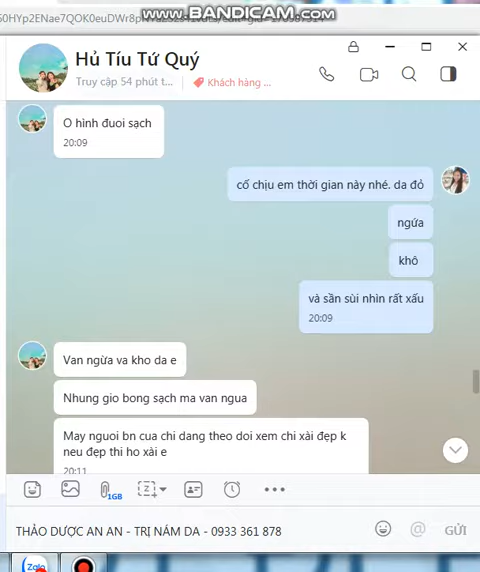 WWW.BANDICAM.COM
Hủ Tíu Tứ Quý
Truy cập 54 phút t... Khách hàng ...
O hình đuoi sạch
20:09
cố chịu em thời gian này nhé. da đỏ
ngứa
khô
và sần sùi nhìn rất xấu
20:09
Van ngừa va kho da e
Nhung gio bong sạch ma van ngua
May nguoi bn cua chi dang theo doi xem chi xài đẹp k
neu đẹp thi ho xài e
20:11
1GB
THẢO DƯỢC AN AN - TRỊ NÁM DA - 0933 361 878
GỬI
Zalo